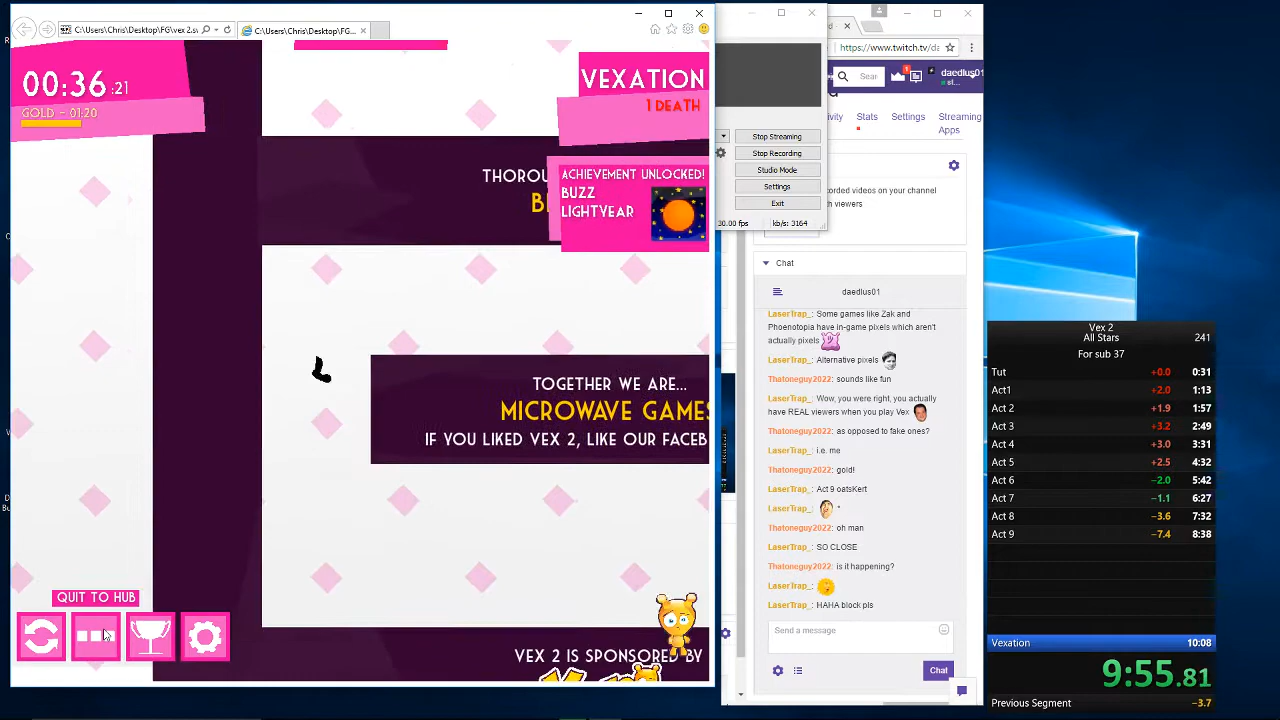 C:\Users\Chris\Desktop\FG\vex 2.s
C:\Users\Chris\Desktop\FG...
https://www.twitch.tv/da
00:36 :21
GOLD - 01:20
VEXATION
1 DEATH
ACHIEVEMENT UNLOCKED!
BUZZ
LIGHTYEAR
THOROU
B
TOGETHER WE ARE...
MICROWAVE GAMES
IF YOU LIKED VEX 2, LIKE OUR FACEB
VEX 2 IS SPONSORED BY
QUIT TO HUB
Stop Streaming
Stop Recording
Studio Mode
Settings
Exit
30.00 fps
kb/s: 3164
Sear
daedlus01
ivity
Stats
Settings
Streaming
Apps
orded videos on your channel
h viewers
Chat
daedlus01
LaserTrap_: Some games like Zak and
Phoenotopia have in-game pixels which aren't
actually pixels
LaserTrap_: Alternative pixels
Thatoneguy2022: sounds like fun
LaserTrap_: Wow, you were right, you actually
have REAL viewers when you play Vex
Thatoneguy2022: as opposed to fake ones?
LaserTrap_: i.e. me
Thatoneguy2022: gold!
LaserTrap_: Act 9 oatsKert
LaserTrap_: *
Thatoneguy2022: oh man
LaserTrap_: SO CLOSE
Thatoneguy2022: is it happening?
LaserTrap_:
LaserTrap_: HAHA block pls
Send a message
Chat
Vex 2
All Stars 241
For sub 37
Tut +0.0 0:31
Act1 +2.0 1:13
Act 2 +1.9 1:57
Act 3 +3.2 2:49
Act 4 +3.0 3:31
Act 5 +2.5 4:32
Act 6 −2.0 5:42
Act 7 −1.1 6:27
Act 8 −3.6 7:32
Act 9 −7.4 8:38
Vexation 10:08
9:55.81
Previous Segment −3.7